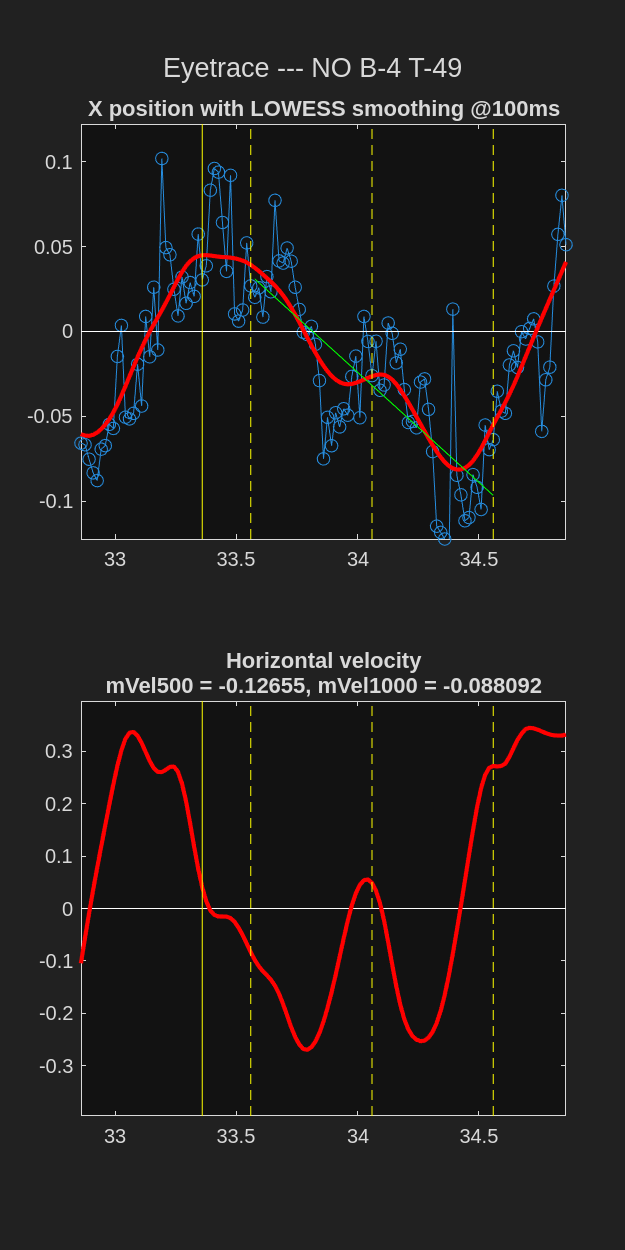 Eyetrace --- NO B-4 T-49
X position with LOWESS smoothing @100ms
0.1
0.05
0
-0.05
-0.1
33 33.5 34 34.5
Horizontal velocity
mVel500 = -0.12655, mVel1000 = -0.088092
0.3
0.2
0.1
0
-0.1
-0.2
-0.3
33 33.5 34 34.5